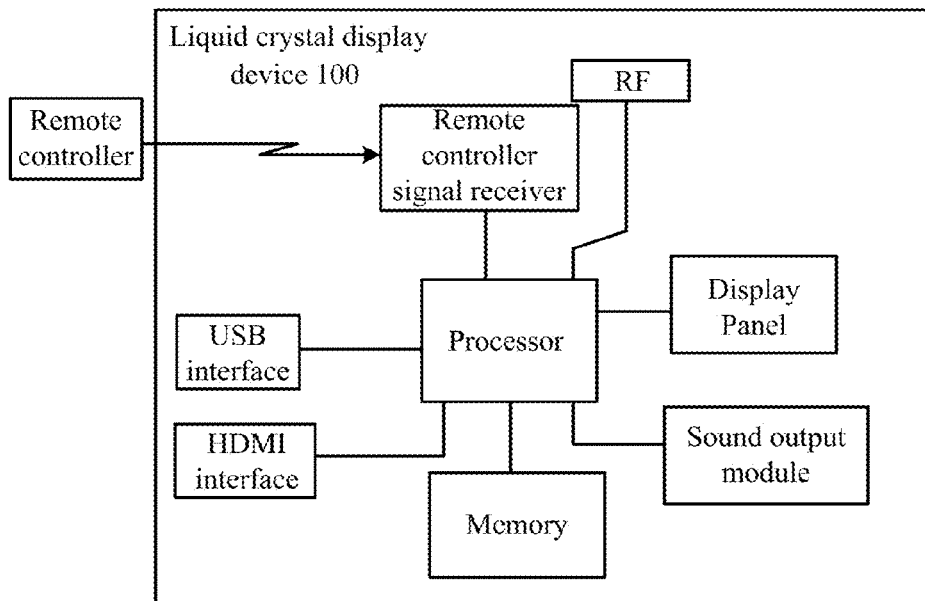 Liquid crystal display
device 100
RF
Remote
controller
Remote
controller
signal receiver
Display
Panel
USB
interface
Processor
HDMI
interface
Sound output
module
Memory